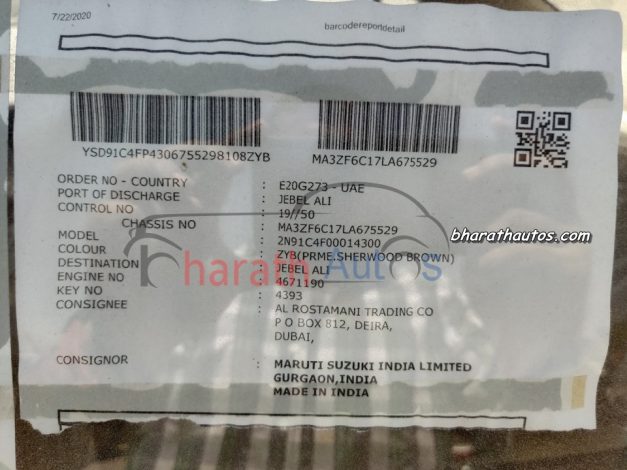 7/22/2020
barcodereportdetail
YSD91C4FP4306755298108ZYB MA3ZF6C17LA675529
ORDER NO - COUNTRY : E20G273 - UAE
PORT OF DISCHARGE : JEBEL ALI
CONTROL NO : 19//50
CHASSIS NO : MA3ZF6C17LA675529
MODEL : 2N91C4F00014300
COLOUR : ZYB(PRME.SHERWOOD BROWN)
DESTINATION : JEBEL ALI
ENGINE NO : 4671190
KEY NO : 4393
CONSIGNEE : AL ROSTAMANI TRADING CO
P O BOX 812, DEIRA,
DUBAI,
CONSIGNOR : MARUTI SUZUKI INDIA LIMITED
GURGAON,INDIA
MADE IN INDIA
bharathautos.com
Bharath Autos